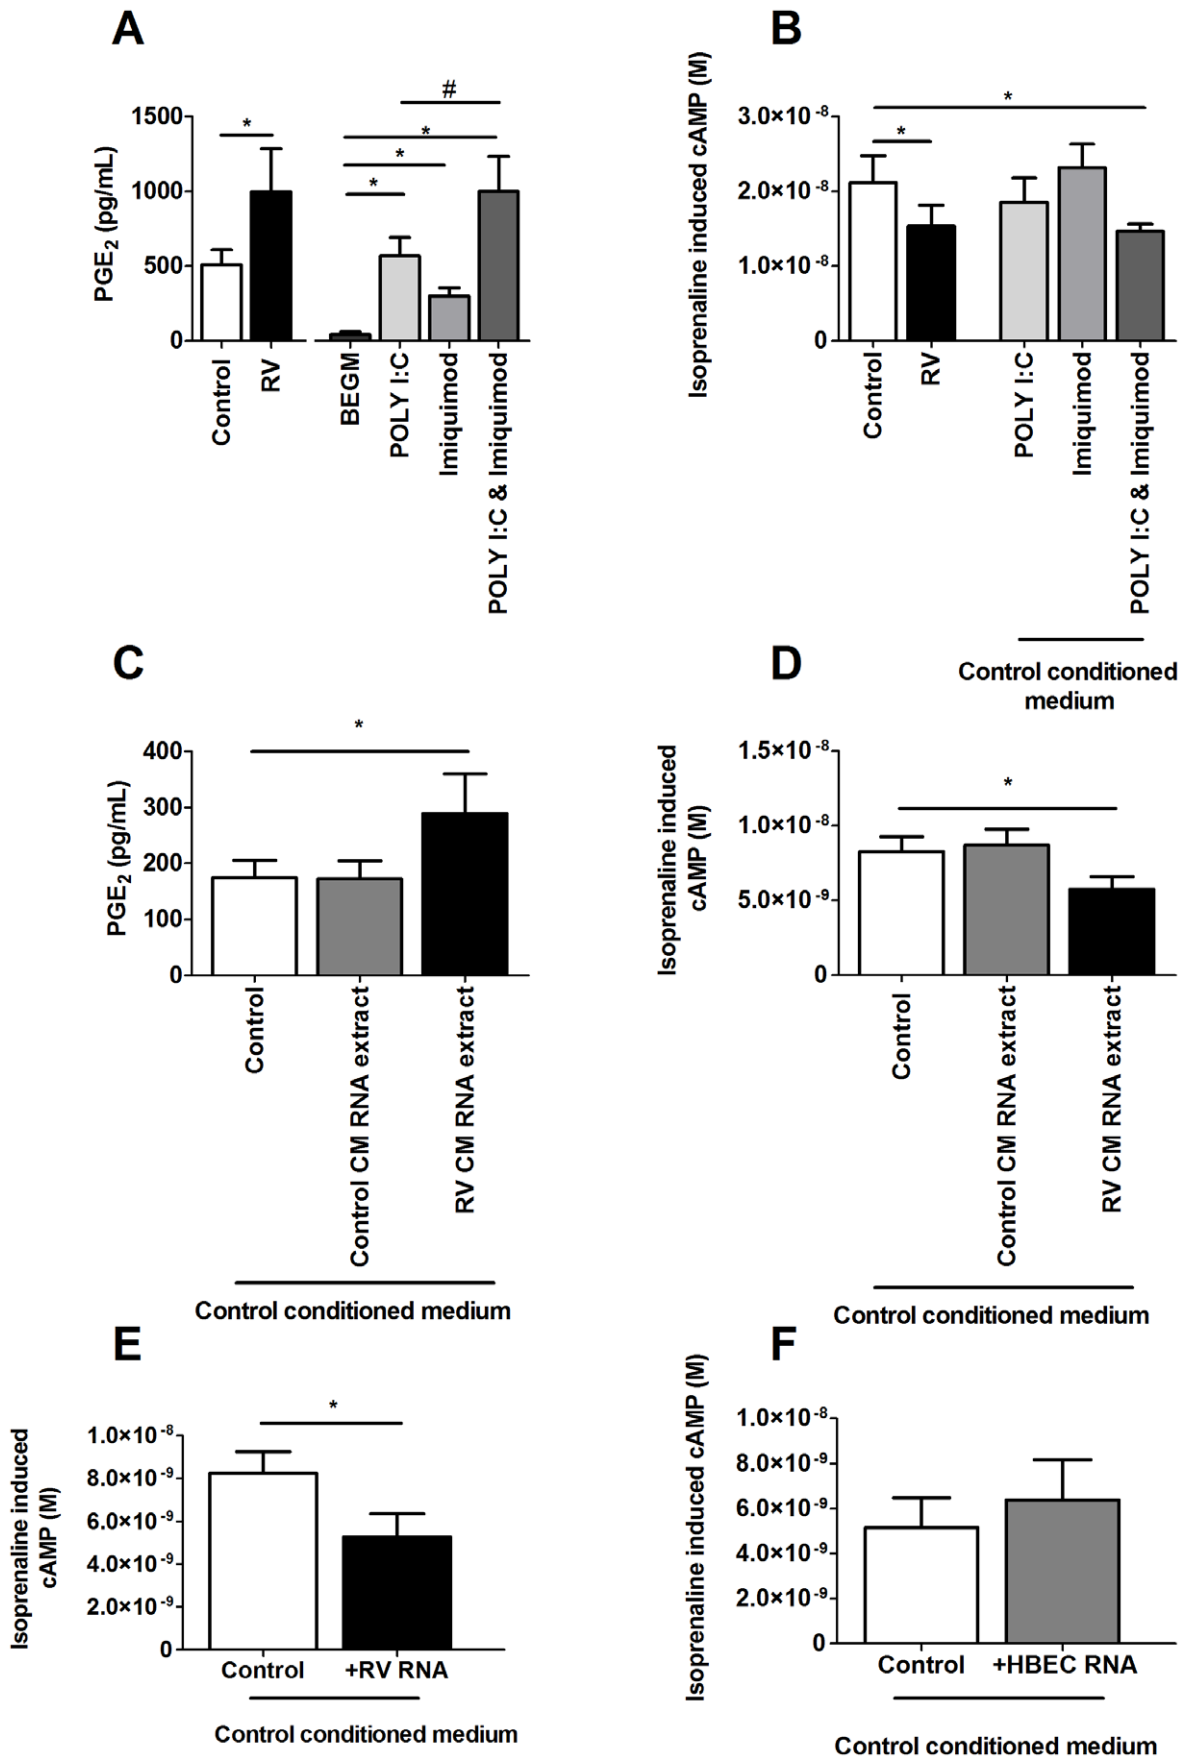 A
PGE2 (pg/mL)
1500
1000
500
0
*
*
*
*
#
Control
RV
BEGM
POLY I:C
Imiquimod
POLY I:C & Imiquimod
B
Isoprenaline induced cAMP (M)
3.0×10-8
2.0×10-8
1.0×10-8
0
*
*
Control
RV
POLY I:C
Imiquimod
POLY I:C & Imiquimod
Control conditioned
medium
C
PGE2 (pg/mL)
400
300
200
100
0
*
Control
Control CM RNA extract
RV CM RNA extract
Control conditioned medium
D
Isoprenaline induced
cAMP (M)
1.5×10-8
1.0×10-8
5.0×10-9
0
*
Control
Control CM RNA extract
RV CM RNA extract
Control conditioned medium
E
Isoprenaline induced
cAMP (M)
1.0×10-8
8.0×10-9
6.0×10-9
4.0×10-9
2.0×10-9
0
*
Control
+RV RNA
Control conditioned medium
F
Isoprenaline induced cAMP (M)
1.0×10-8
8.0×10-9
6.0×10-9
4.0×10-9
2.0×10-9
0
Control
+HBEC RNA
Control conditioned medium